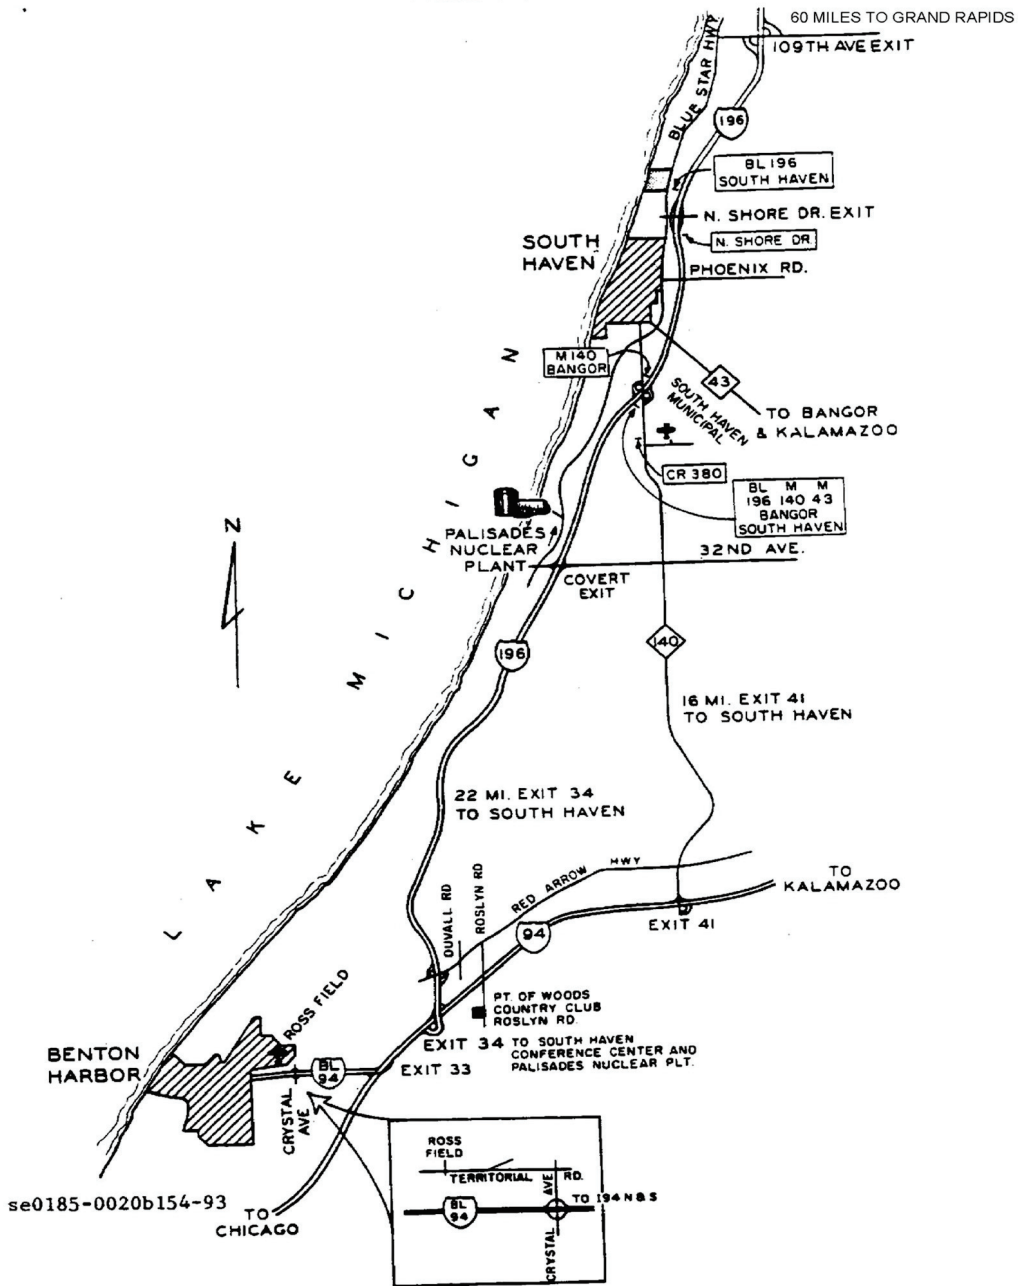 60 MILES TO GRAND RAPIDS
109TH AVE EXIT
BLUE STAR HWY
196
BL 196
SOUTH HAVEN
N. SHORE DR. EXIT
N. SHORE DR.
SOUTH
HAVEN
PHOENIX RD.
M 140
BANGOR
43
SOUTH HAVEN
MUNICIPAL
TO BANGOR
& KALAMAZOO
CR 380
BL M M
196 140 43
BANGOR
SOUTH HAVEN
PALISADES
NUCLEAR
PLANT
32ND AVE.
COVERT
EXIT
N
LAKE MICHIGAN
196
140
16 MI. EXIT 41
TO SOUTH HAVEN
22 MI. EXIT 34
TO SOUTH HAVEN
DUVALL RD
ROSLYN RD
RED ARROW HWY
TO
KALAMAZOO
94
EXIT 41
PT. OF WOODS
COUNTRY CLUB
ROSLYN RD.
EXIT 34 TO SOUTH HAVEN
CONFERENCE CENTER AND
PALISADES NUCLEAR PLT.
ROSS FIELD
BENTON
HARBOR
BL
94
EXIT 33
CRYSTAL
AVE
ROSS
FIELD
TERRITORIAL RD.
BL
94
CRYSTAL AVE
TO I94 N & S
se0185-0020b154-93
TO
CHICAGO